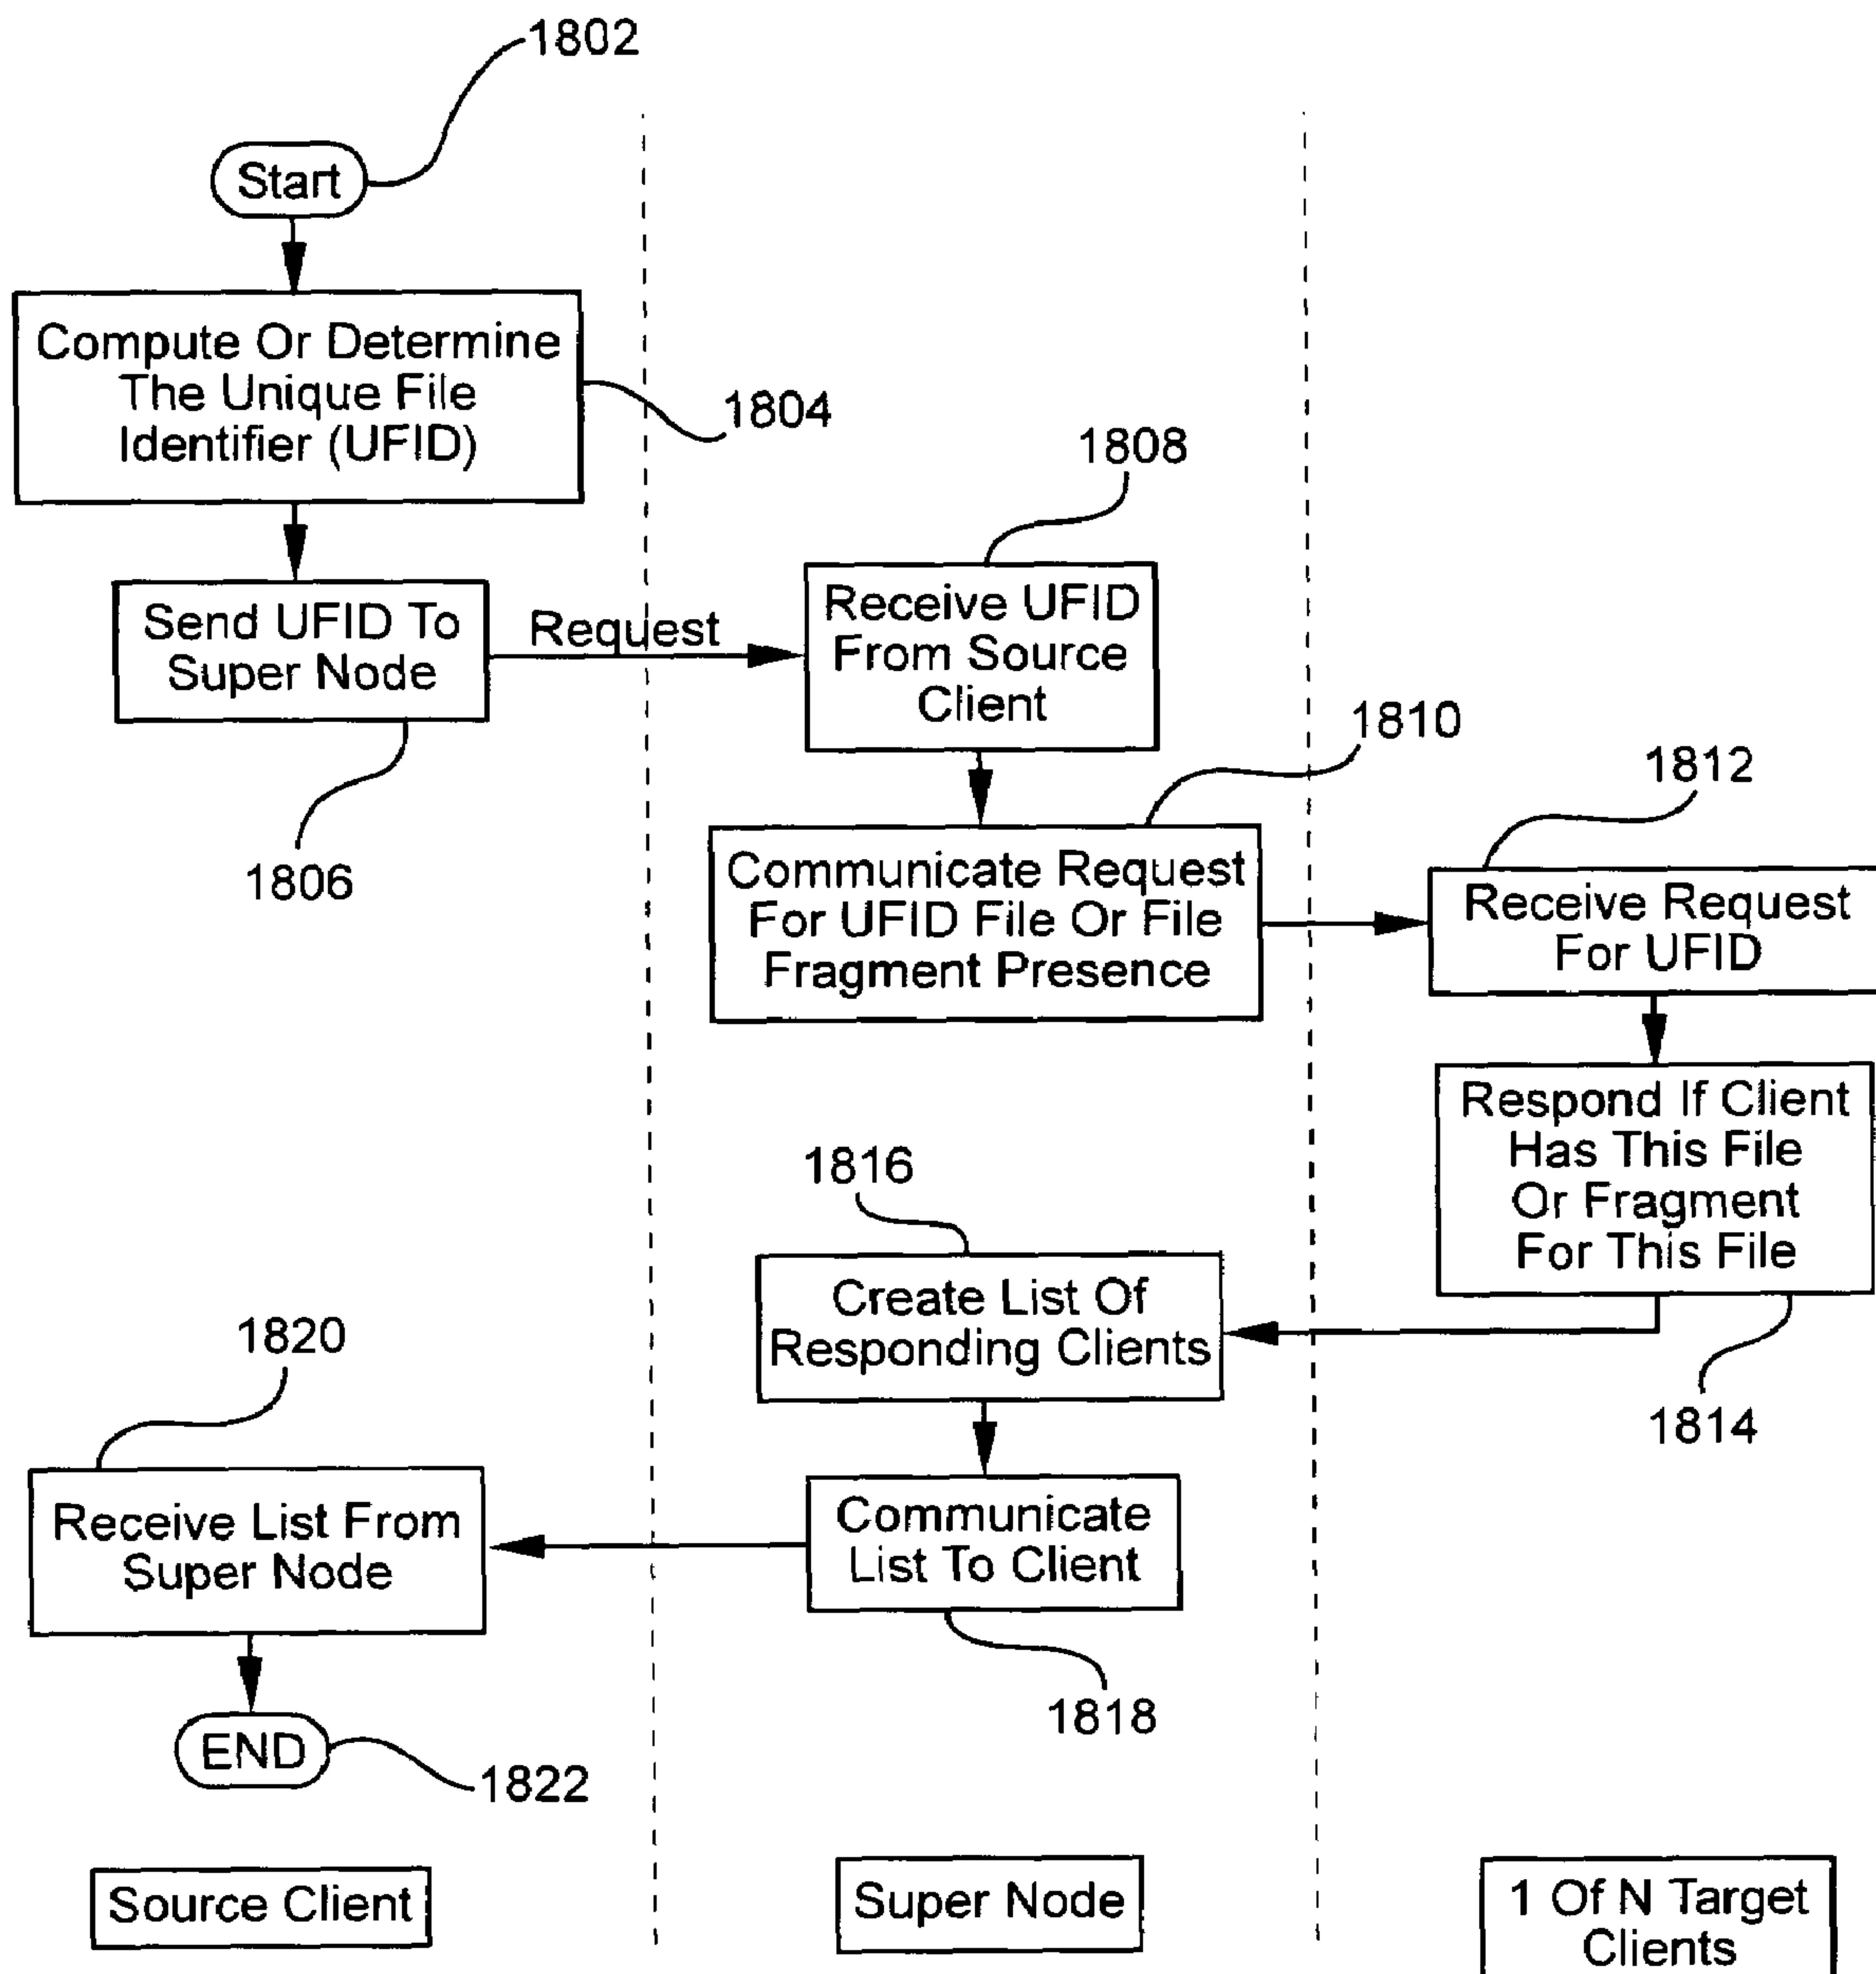 1802
Start
Compute Or Determine
The Unique File
Identifier (UFID)
1804
Send UFID To
Super Node
1806
Request
1808
Receive UFID
From Source
Client
1810
Communicate Request
For UFID File Or File
Fragment Presence
1812
Receive Request
For UFID
Respond If Client
Has This File
Or Fragment
For This File
1814
1816
Create List Of
Responding Clients
Communicate
List To Client
1818
1820
Receive List From
Super Node
END
1822
Source Client
Super Node
1 Of N Target
Clients